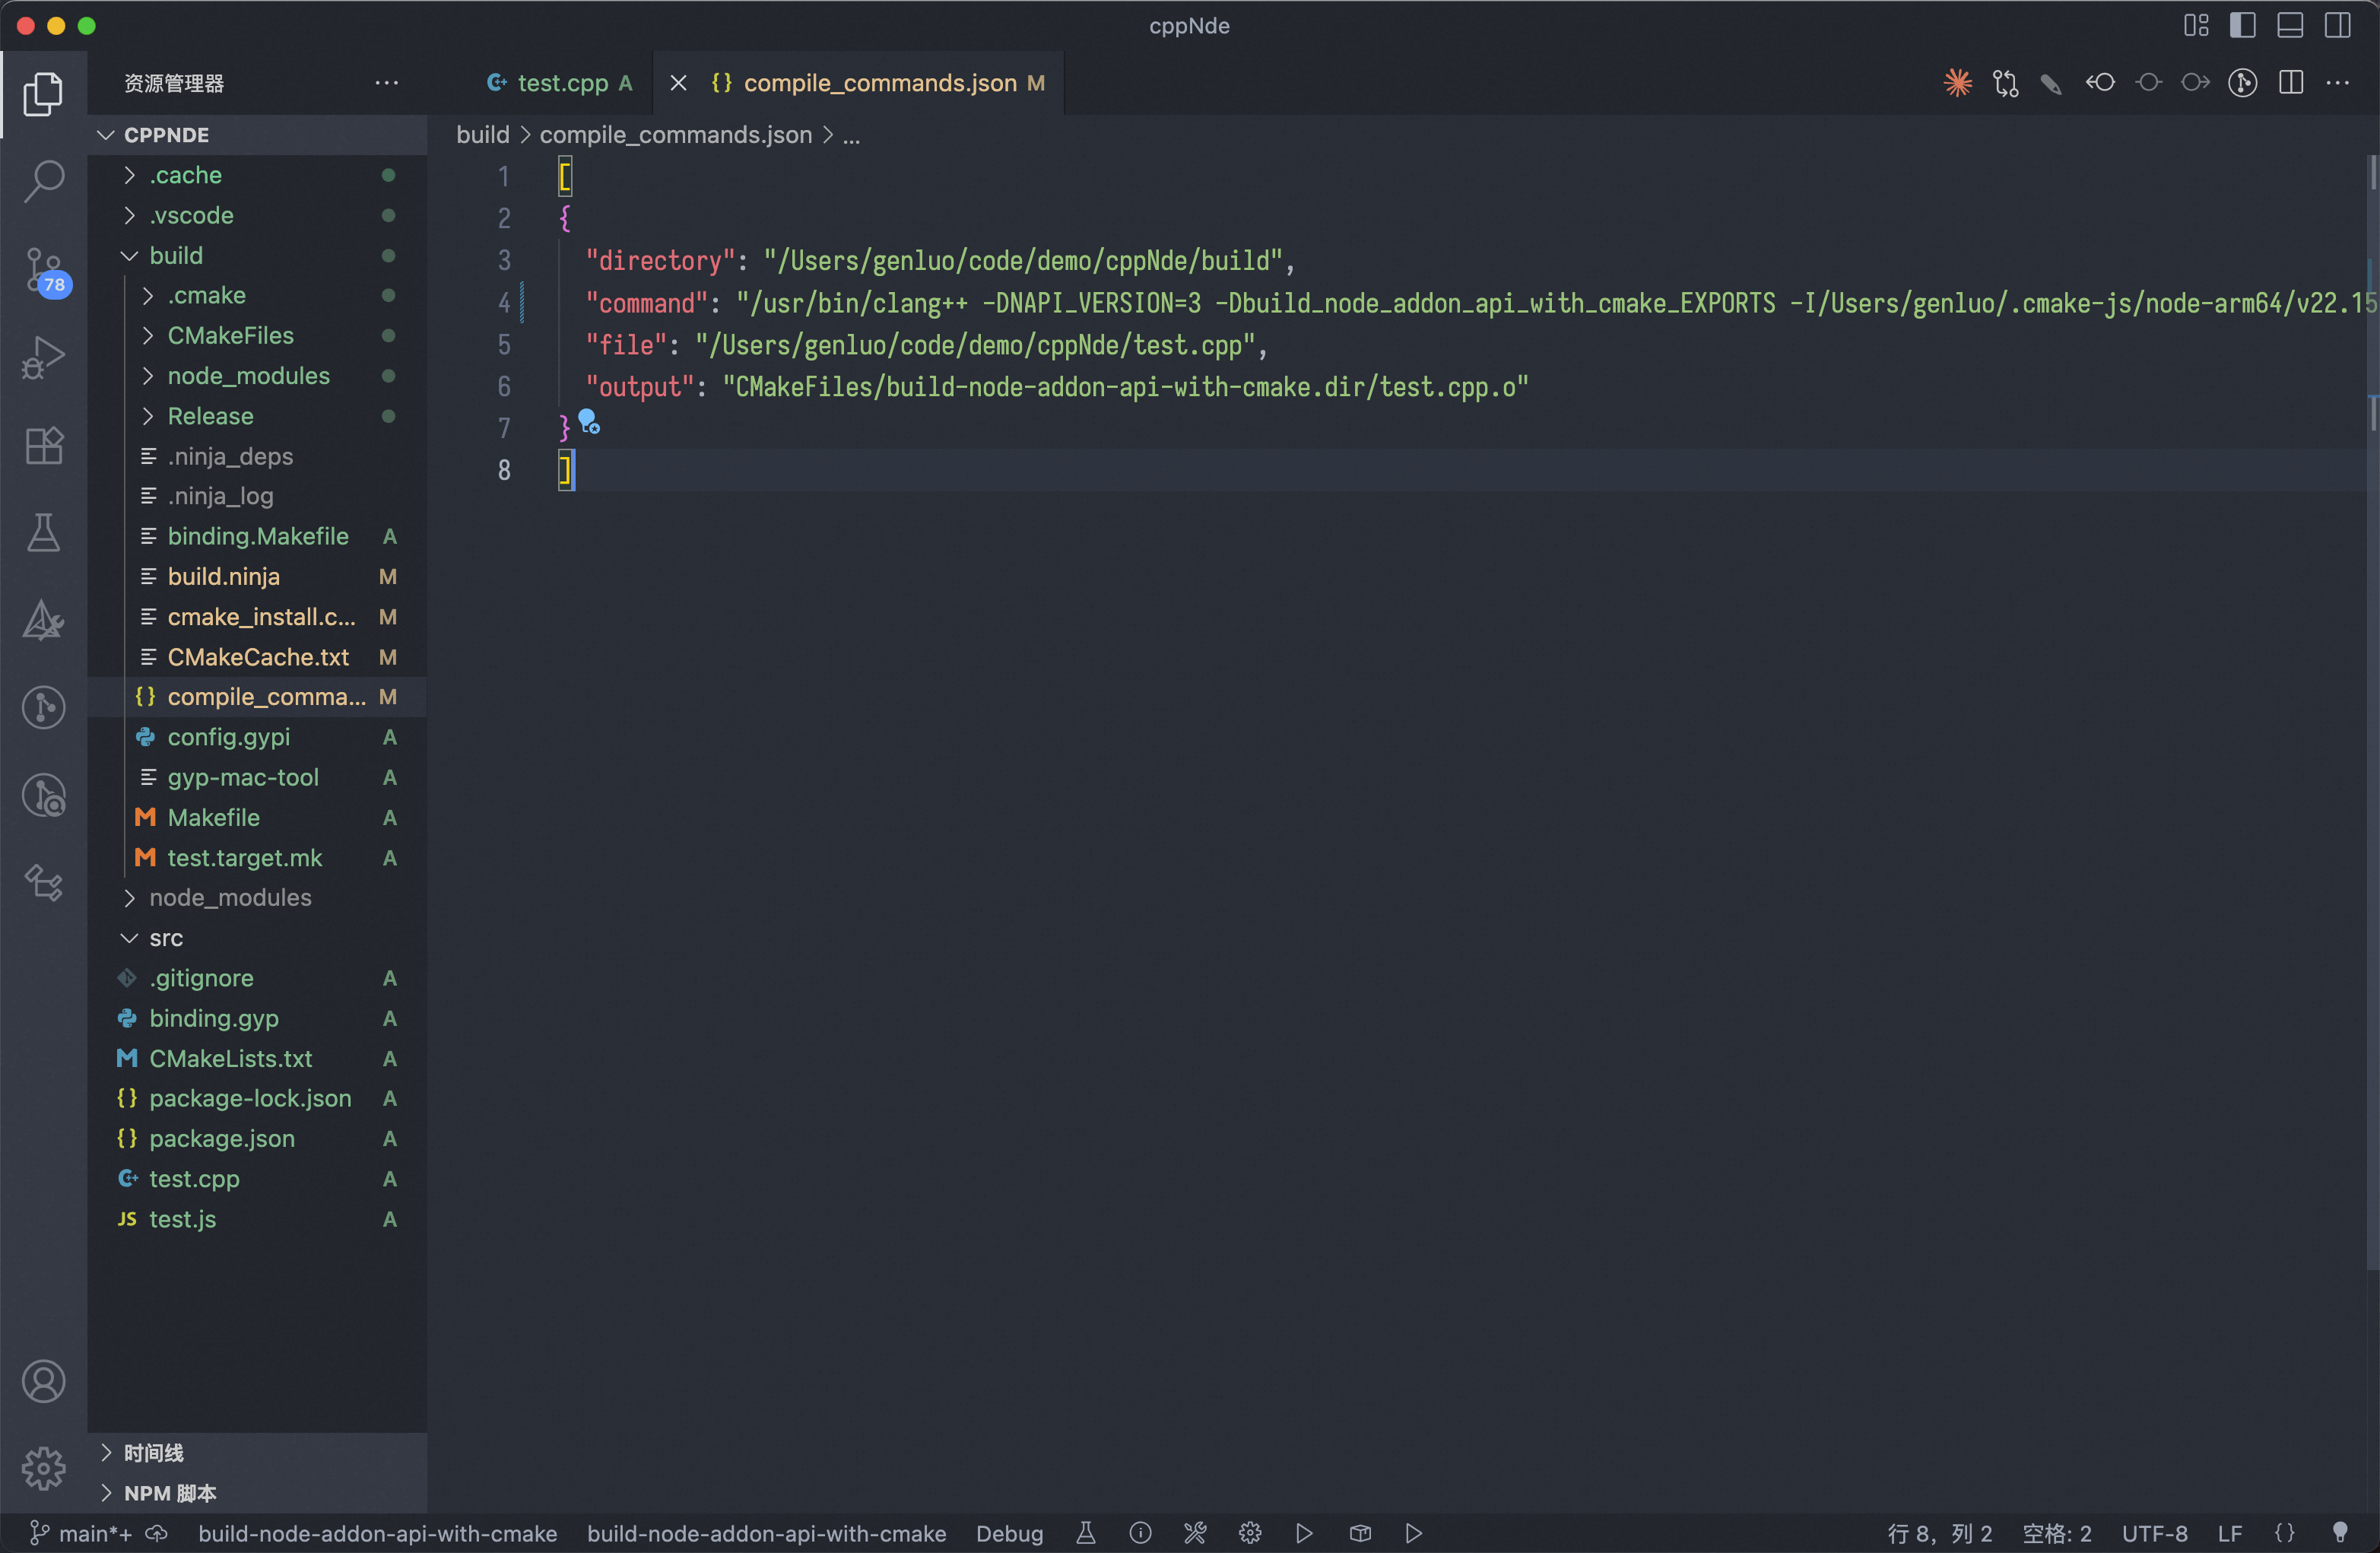 cppNde
资源管理器
test.cpp A
compile_commands.json M
CPPNDE
build > compile_commands.json > ...
.cache
.vscode
build
.cmake
CMakeFiles
node_modules
Release
.ninja_deps
.ninja_log
binding.Makefile A
build.ninja M
cmake_install.c... M
CMakeCache.txt M
compile_comma... M
config.gypi A
gyp-mac-tool A
Makefile A
test.target.mk A
node_modules
src
.gitignore A
binding.gyp A
CMakeLists.txt A
package-lock.json A
package.json A
test.cpp A
JS test.js A
时间线
NPM 脚本
78
1 [
2 {
3 "directory": "/Users/genluo/code/demo/cppNde/build",
4 "command": "/usr/bin/clang++ -DNAPI_VERSION=3 -Dbuild_node_addon_api_with_cmake_EXPORTS -I/Users/genluo/.cmake-js/node-arm64/v22.15
5 "file": "/Users/genluo/code/demo/cppNde/test.cpp",
6 "output": "CMakeFiles/build-node-addon-api-with-cmake.dir/test.cpp.o"
7 }
8 ]
main*+ build-node-addon-api-with-cmake build-node-addon-api-with-cmake Debug 行 8，列 2 空格: 2 UTF-8 LF {}